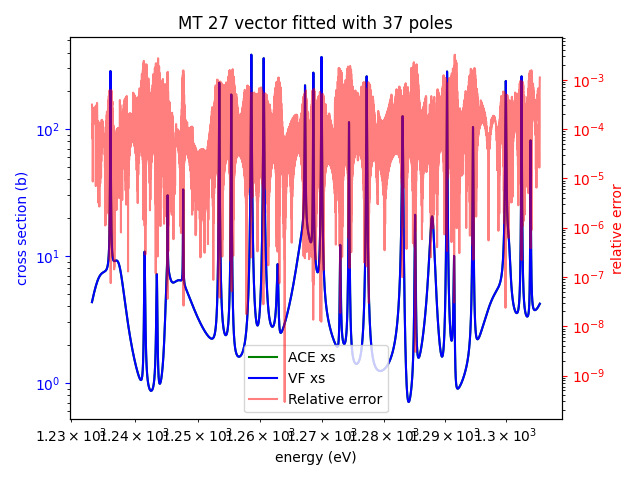 MT 27 vector fitted with 37 poles
cross section (b)
10²
10¹
10⁰
relative error
10⁻³
10⁻⁴
10⁻⁵
10⁻⁶
10⁻⁷
10⁻⁸
10⁻⁹
ACE xs
VF xs
Relative error
1.23 × 10³ 1.24 × 10³ 1.25 × 10³ 1.26 × 10³ 1.27 × 10³ 1.28 × 10³ 1.29 × 10³ 1.3 × 10³
energy (eV)